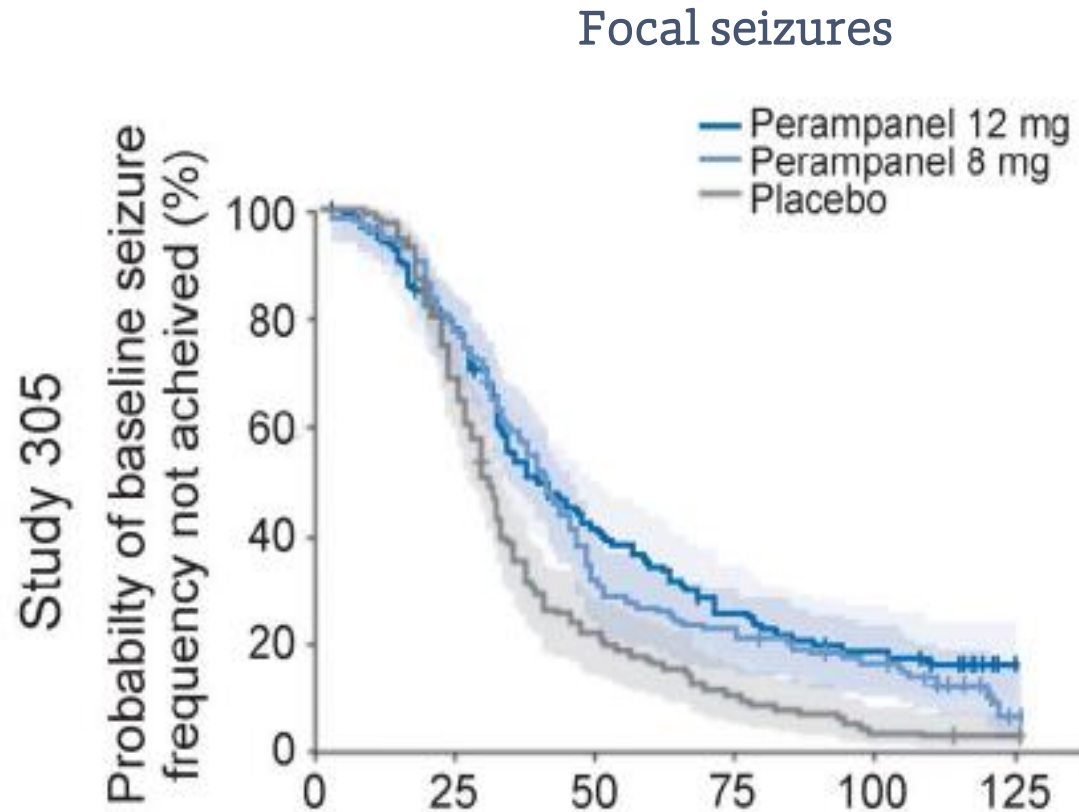 Focal seizures
Perampanel 12 mg
Perampanel 8 mg
Placebo
Study 305
Probabilty of baseline seizure
frequency not acheived (%)
100
80
60
40
20
0
0 25 50 75 100 125